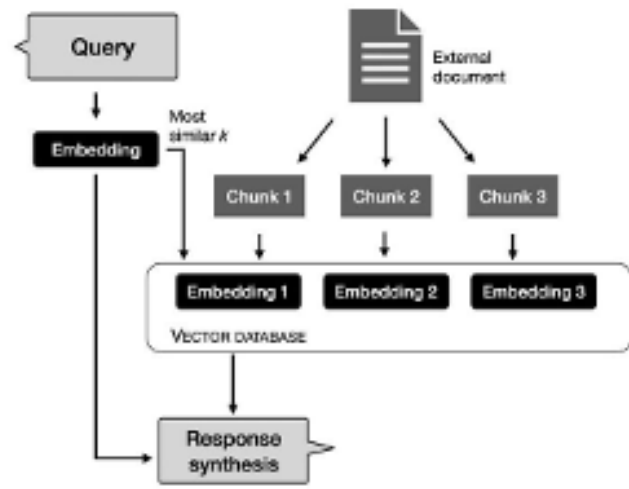 Query
External
document
Most
similar k
Embedding
Chunk 1
Chunk 2
Chunk 3
Embedding 1
Embedding 2
Embedding 3
VECTOR DATABASE
Response
synthesis